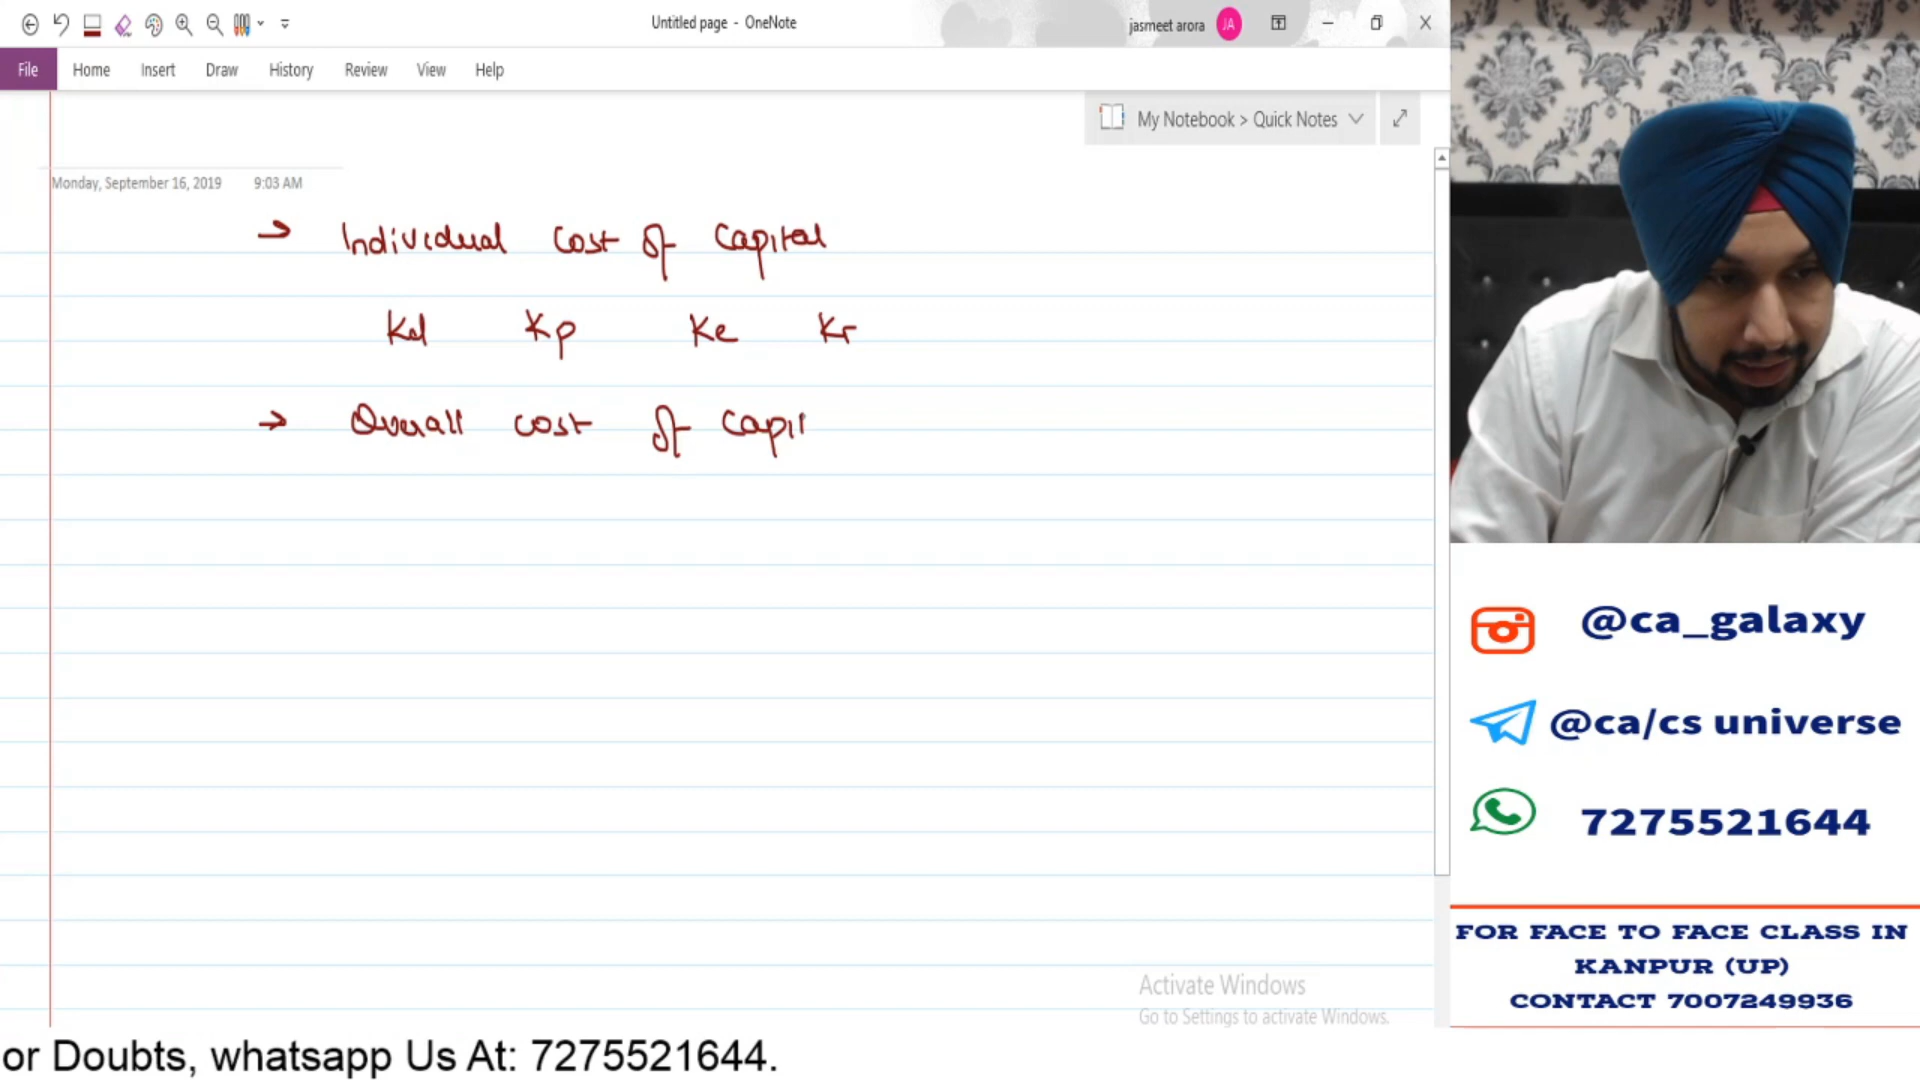 Untitled page - OneNote
jasmeet arora JA
File Home Insert Draw History Review View Help
My Notebook > Quick Notes
Monday, September 16, 2019 9:03 AM
→ Individual cost of capital
Kd Kp Ke Kr
→ Overall cost of capit
@ca_galaxy
@ca/cs universe
7275521644
FOR FACE TO FACE CLASS IN
KANPUR (UP)
CONTACT 7007249936
Activate Windows
Go to Settings to activate Windows.
or Doubts, whatsapp Us At: 7275521644.